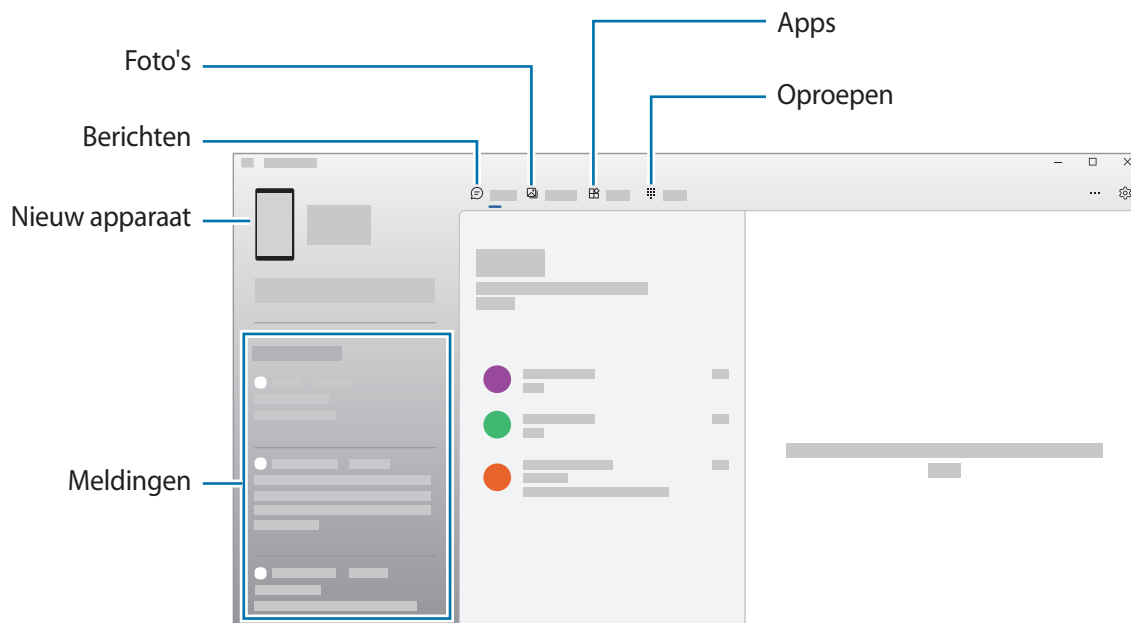 Apps
Foto's
Oproepen
Berichten
Nieuw apparaat
Meldingen